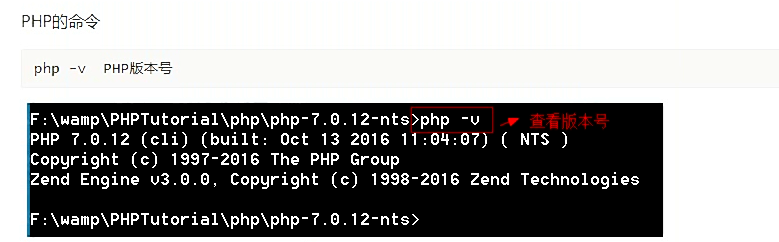 PHP的命令
php -v  PHP版本号
F:\wamp\PHPTutorial\php\php-7.0.12-nts>php -v 查看版本号
PHP 7.0.12 (cli) (built: Oct 13 2016 11:04:07) ( NTS )
Copyright (c) 1997-2016 The PHP Group
Zend Engine v3.0.0, Copyright (c) 1998-2016 Zend Technologies
F:\wamp\PHPTutorial\php\php-7.0.12-nts>